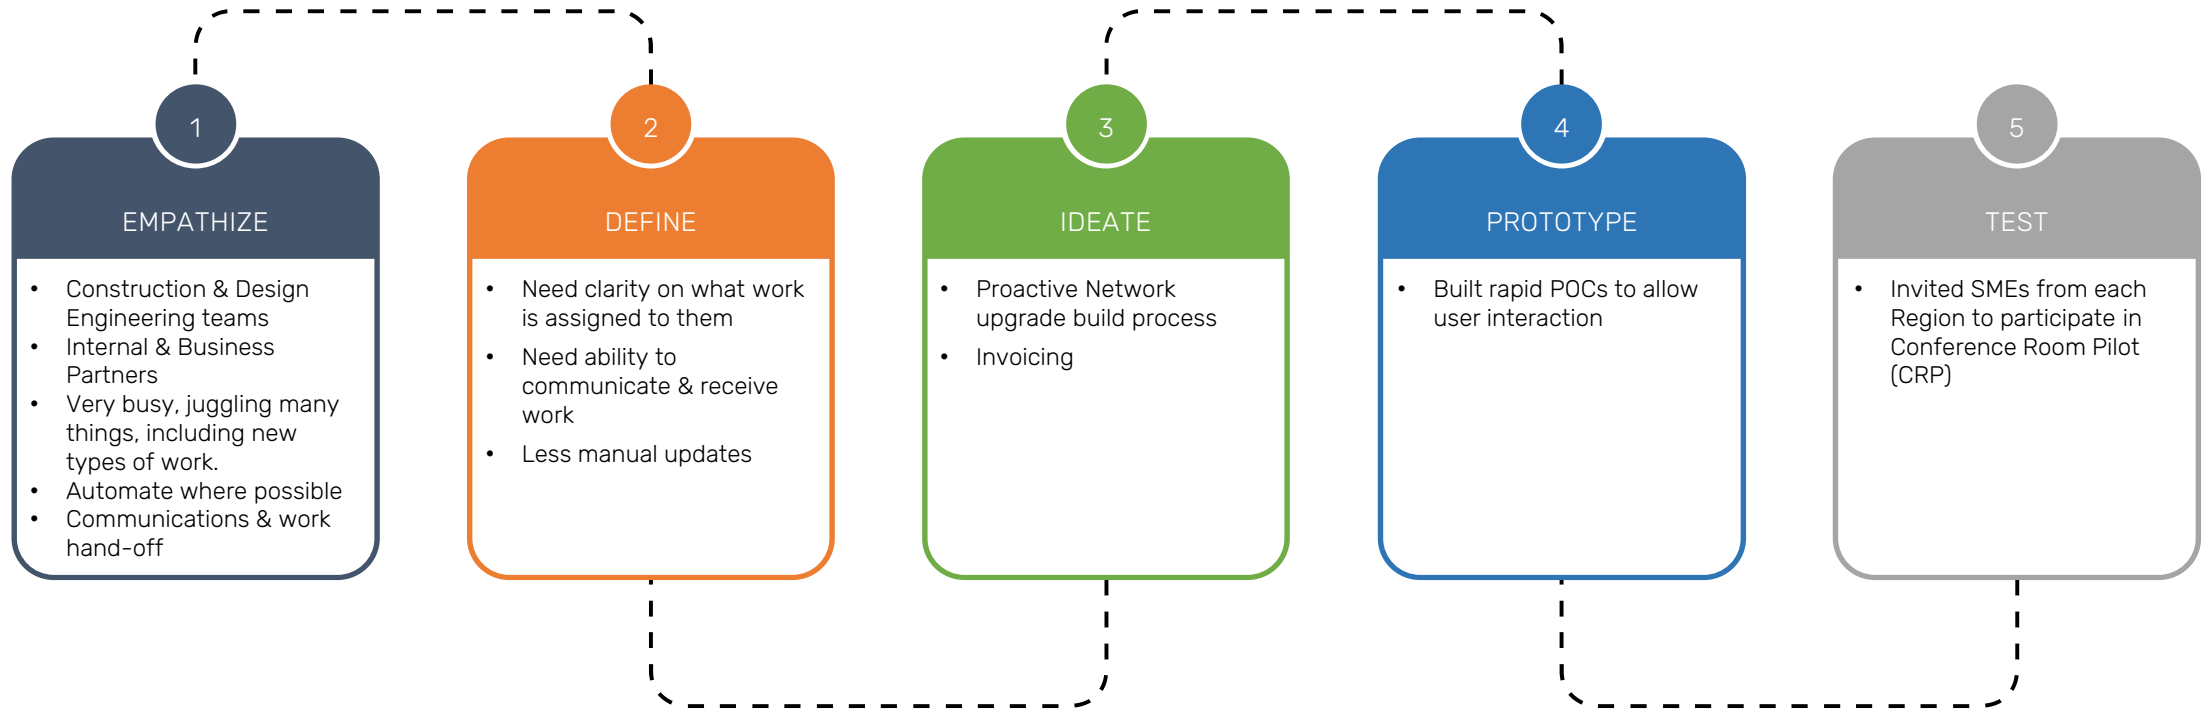 1
EMPATHIZE
• Construction & Design
Engineering teams
• Internal & Business
Partners
• Very busy, juggling many
things, including new
types of work.
• Automate where possible
• Communications & work
hand-off
2
DEFINE
• Need clarity on what work
is assigned to them
• Need ability to
communicate & receive
work
• Less manual updates
3
IDEATE
• Proactive Network
upgrade build process
• Invoicing
4
PROTOTYPE
• Built rapid POCs to allow
user interaction
5
TEST
• Invited SMEs from each
Region to participate in
Conference Room Pilot
(CRP)